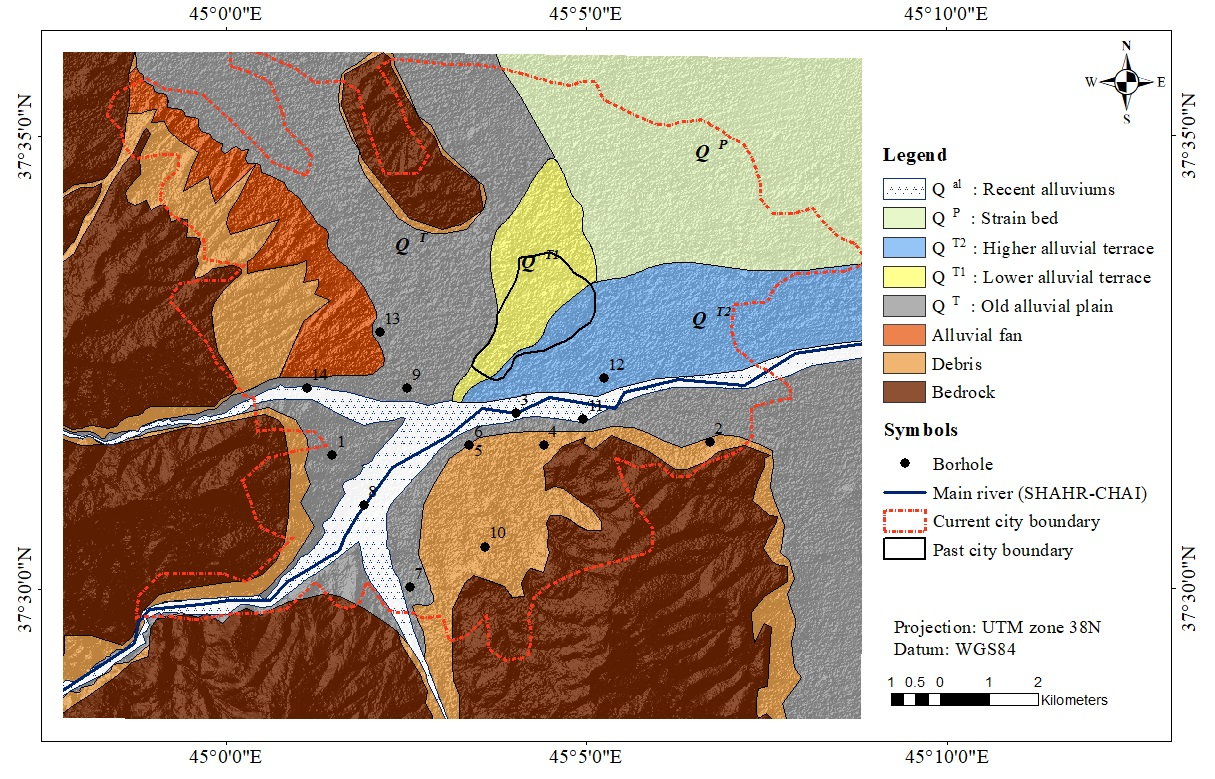 45°0'0"E 45°5'0"E 45°10'0"E
37°35'0"N
37°35'0"N
N
W E
S
Q P
Q T
Q T1
Q T2
13
14
9
12
3
11
6
5
4
2
1
8
10
7
Legend
Q al : Recent alluviums
Q P : Strain bed
Q T2 : Higher alluvial terrace
Q T1 : Lower alluvial terrace
Q T : Old alluvial plain
Alluvial fan
Debris
Bedrock
Symbols
Borhole
Main river (SHAHR-CHAI)
Current city boundary
Past city boundary
37°30'0"N
37°30'0"N
Projection: UTM zone 38N
Datum: WGS84
1 0.5 0 1 2
Kilometers
45°0'0"E 45°5'0"E 45°10'0"E